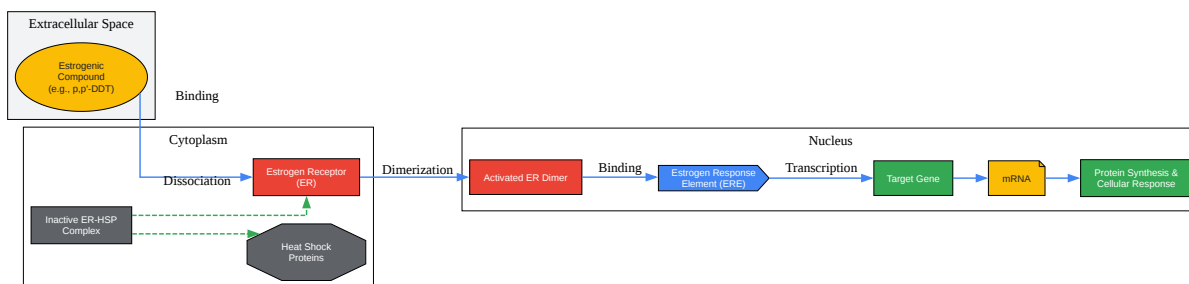 Extracellular Space
Estrogenic
Compound
(e.g., p,p'-DDT)
Binding
Cytoplasm
Dissociation
Estrogen Receptor
(ER)
Inactive ER-HSP
Complex
Heat Shock
Proteins
Dimerization
Nucleus
Activated ER Dimer
Binding
Estrogen Response
Element (ERE)
Transcription
Target Gene
mRNA
Protein Synthesis &
Cellular Response